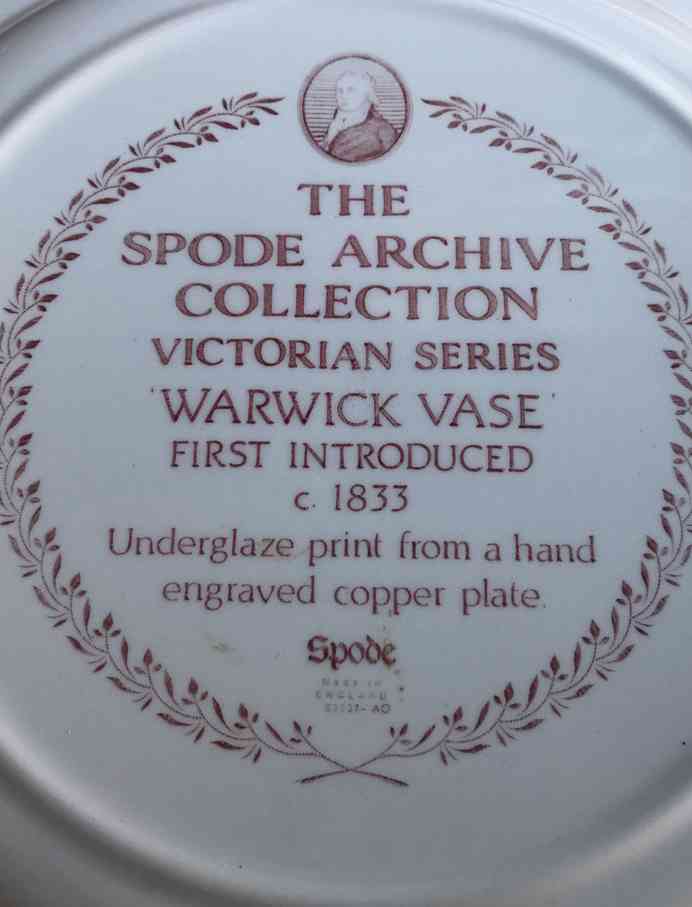 THE
SPODE ARCHIVE
COLLECTION
VICTORIAN SERIES
'WARWICK VASE'
FIRST INTRODUCED
c. 1833
Underglaze print from a hand
engraved copper plate.
Spode
MADE IN
ENGLAND